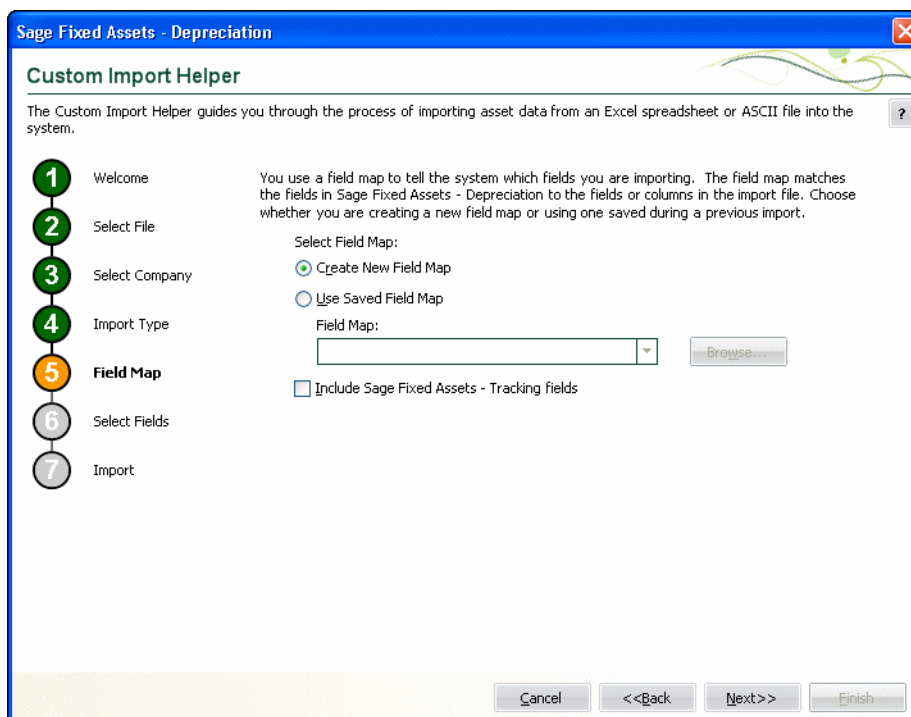 Sage Fixed Assets - Depreciation
Custom Import Helper
The Custom Import Helper guides you through the process of importing asset data from an Excel spreadsheet or ASCII file into the
system.
?
1 Welcome
2 Select File
3 Select Company
4 Import Type
5 Field Map
6 Select Fields
7 Import
You use a field map to tell the system which fields you are importing. The field map matches
the fields in Sage Fixed Assets - Depreciation to the fields or columns in the import file. Choose
whether you are creating a new field map or using one saved during a previous import.
Select Field Map:
Create New Field Map
Use Saved Field Map
Field Map:
Browse...
Include Sage Fixed Assets - Tracking fields
Cancel
<<Back
Next>>
Finish